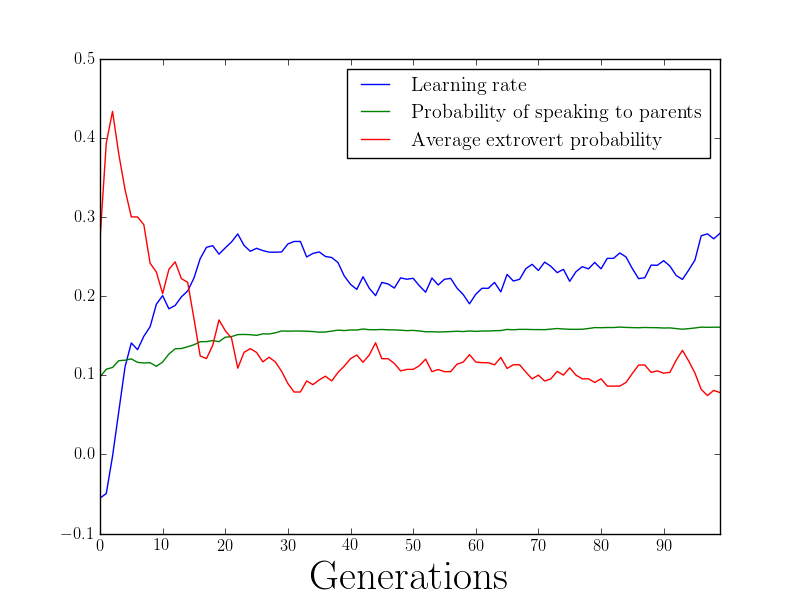 0.5
0.4
0.3
0.2
0.1
0.0
−0.1
Learning rate
Probability of speaking to parents
Average extrovert probability
0 10 20 30 40 50 60 70 80 90
Generations